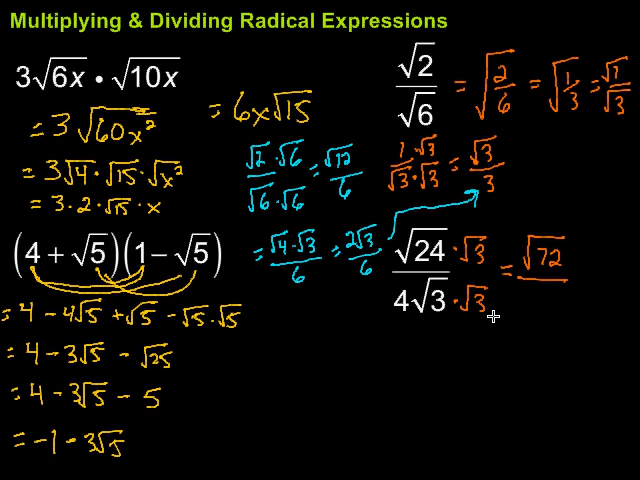 Multiplying & Dividing Radical Expressions
3√6x • √10x
= 3√60x²
= 3√4 · √15 · √x²
= 3 · 2 · √15 · x
= 6x√15
(4 + √5)(1 − √5)
= 4 - 4√5 + √5 - √5 · √5
= 4 - 3√5 - √25
= 4 - 3√5 - 5
= -1 - 3√5
√2/√6 = √(2/6) = √(1/3) = √1/√3
1/√3 · √3/√3 = √3/3
√2/√6 · √6/√6 = √12/6
= √4 · √3/6 = 2√3/6
√24/4√3 · √3/· √3 = √72